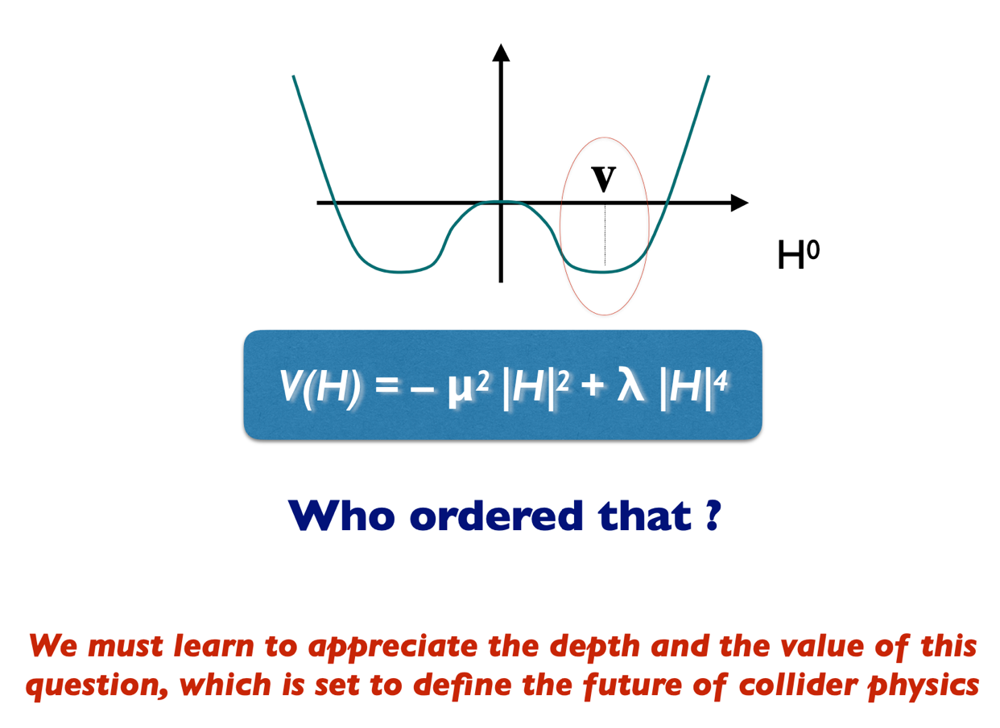 v
H⁰
V(H) = – μ² |H|² + λ |H|⁴
Who ordered that ?
We must learn to appreciate the depth and the value of this
question, which is set to define the future of collider physics